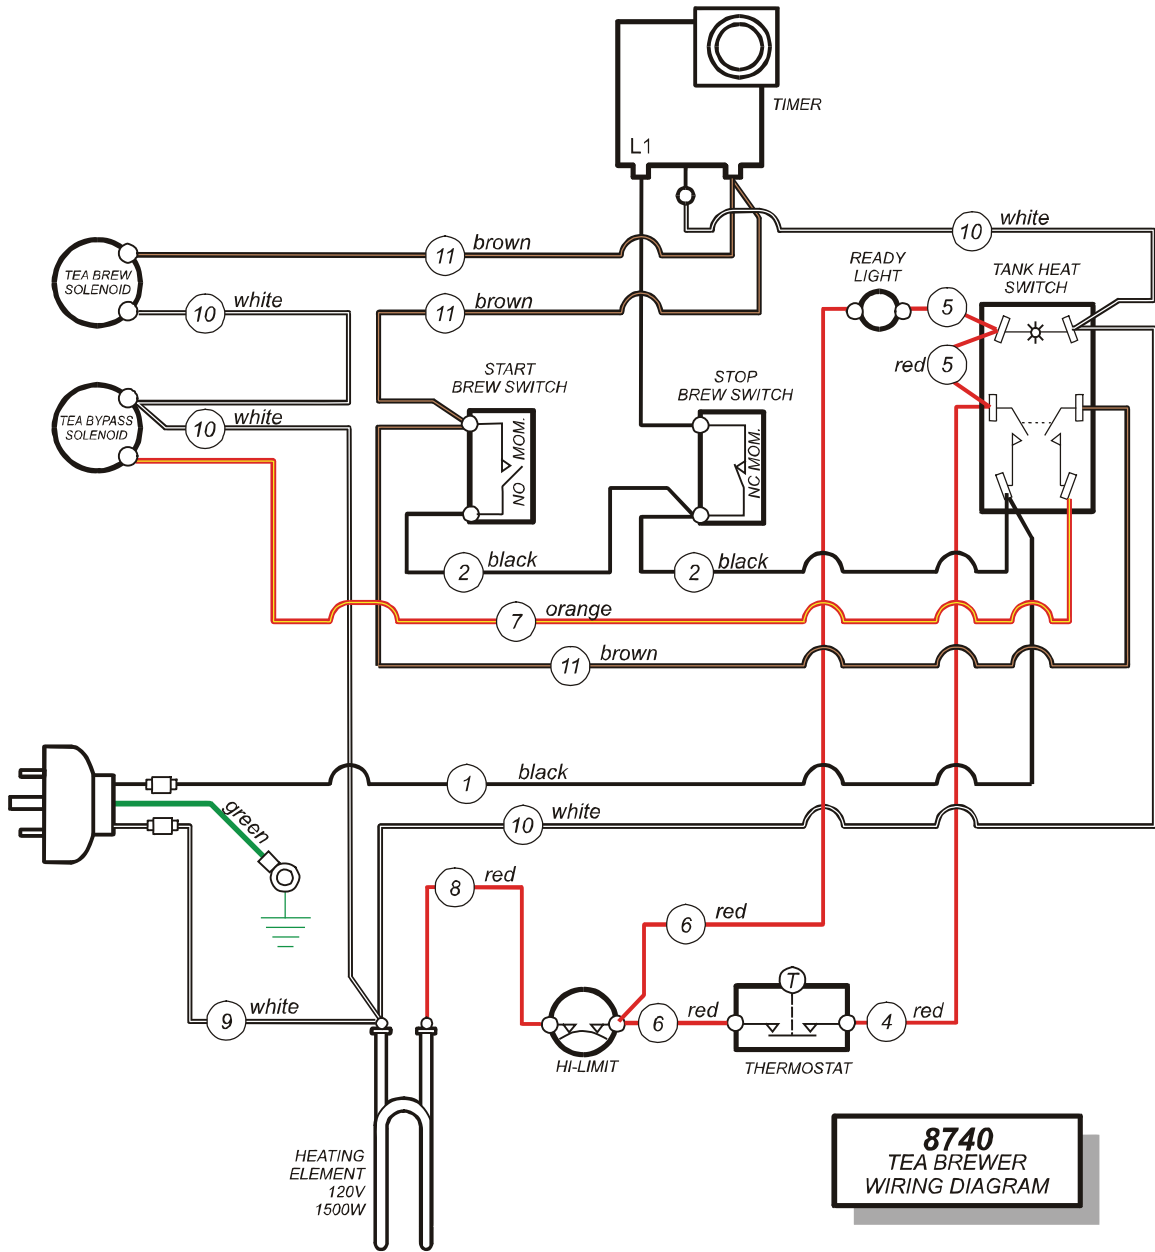 TIMER
L1
10 white
11 brown
READY
LIGHT
TANK HEAT
SWITCH
TEA BREW
SOLENOID
10 white
11 brown
5
START
BREW SWITCH
STOP
BREW SWITCH
red 5
TEA BYPASS
SOLENOID
10 white
NO MOM.
NC MOM.
2 black
2 black
7 orange
11 brown
1 black
green
10 white
8 red
6 red
T
9 white
6 red
4 red
HI-LIMIT
THERMOSTAT
HEATING
ELEMENT
120V
1500W
8740
TEA BREWER
WIRING DIAGRAM